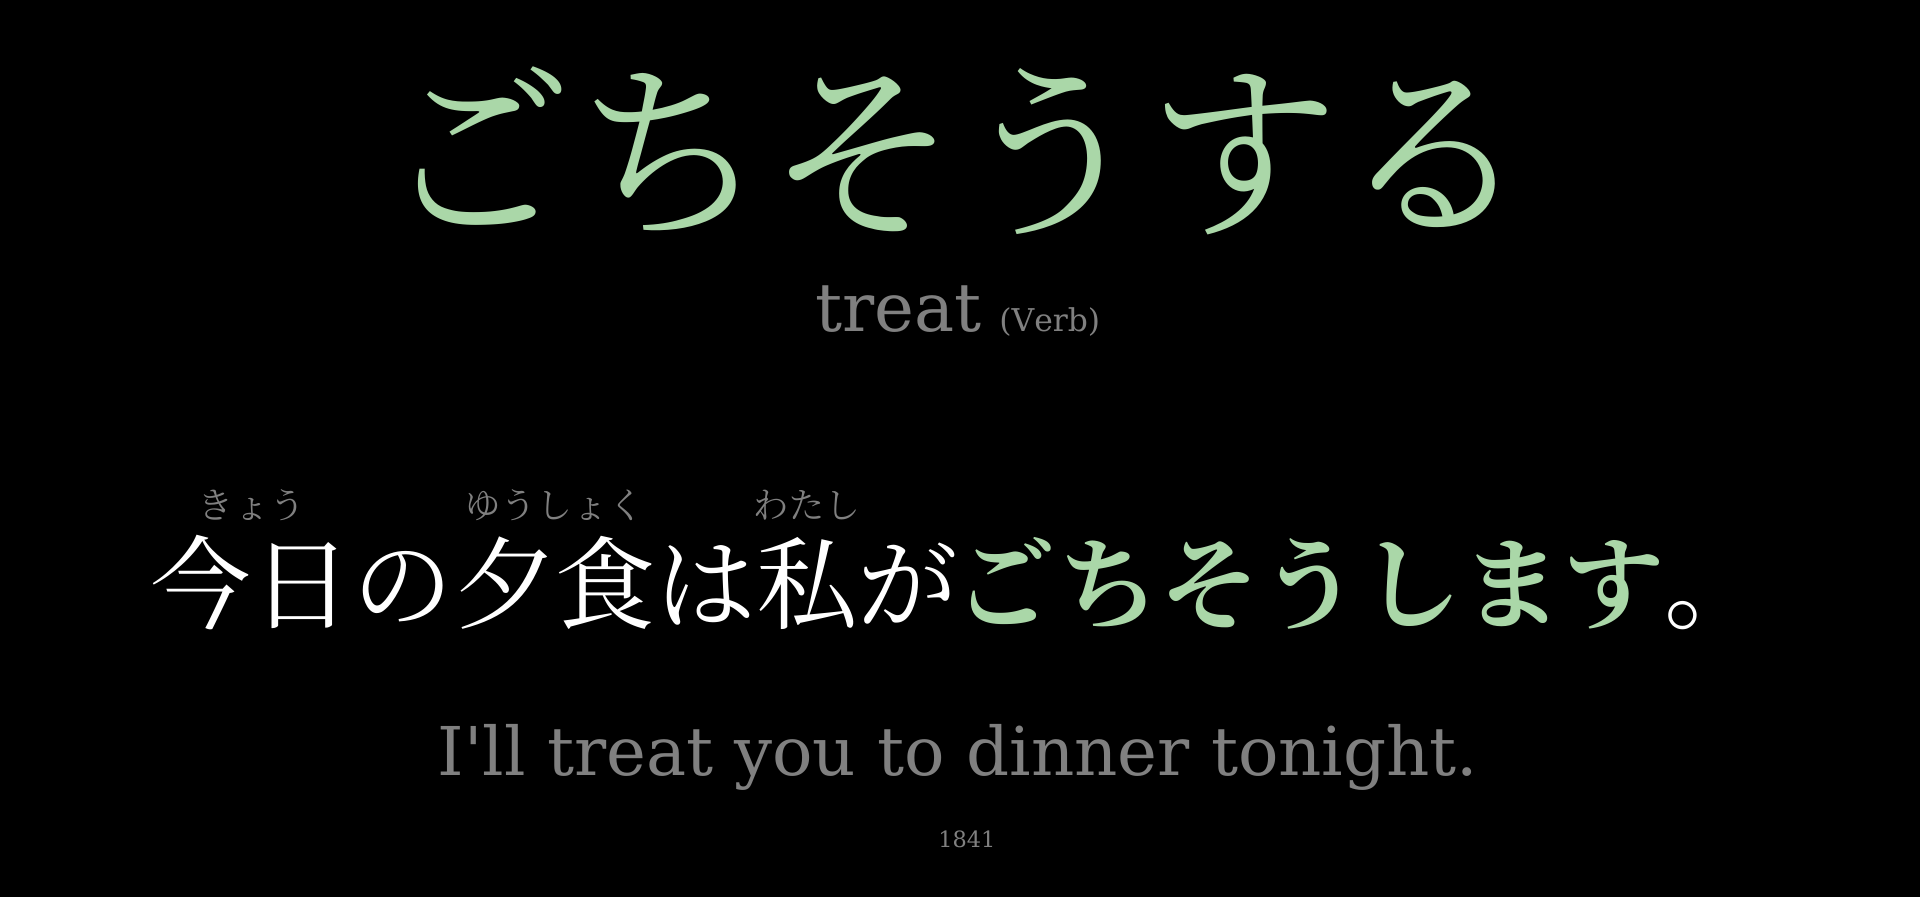 ごちそうする
treat (Verb)
きょう ゆうしょく わたし
今日の夕食は私がごちそうします。
I'll treat you to dinner tonight.
1841